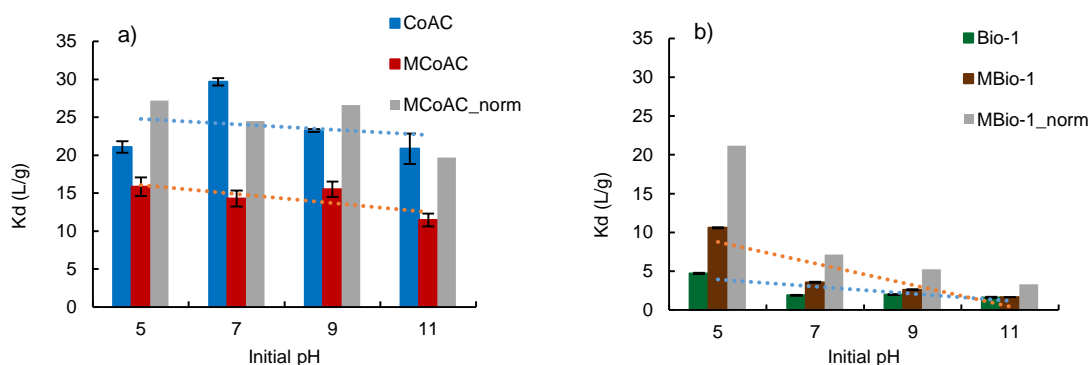 a)
CoAC
MCoAC
MCoAC_norm
Kd (L/g)
35
30
25
20
15
10
5
0
5 7 9 11
Initial pH
b)
Bio-1
MBio-1
MBio-1_norm
Kd (L/g)
35
30
25
20
15
10
5
0
5 7 9 11
Initial pH